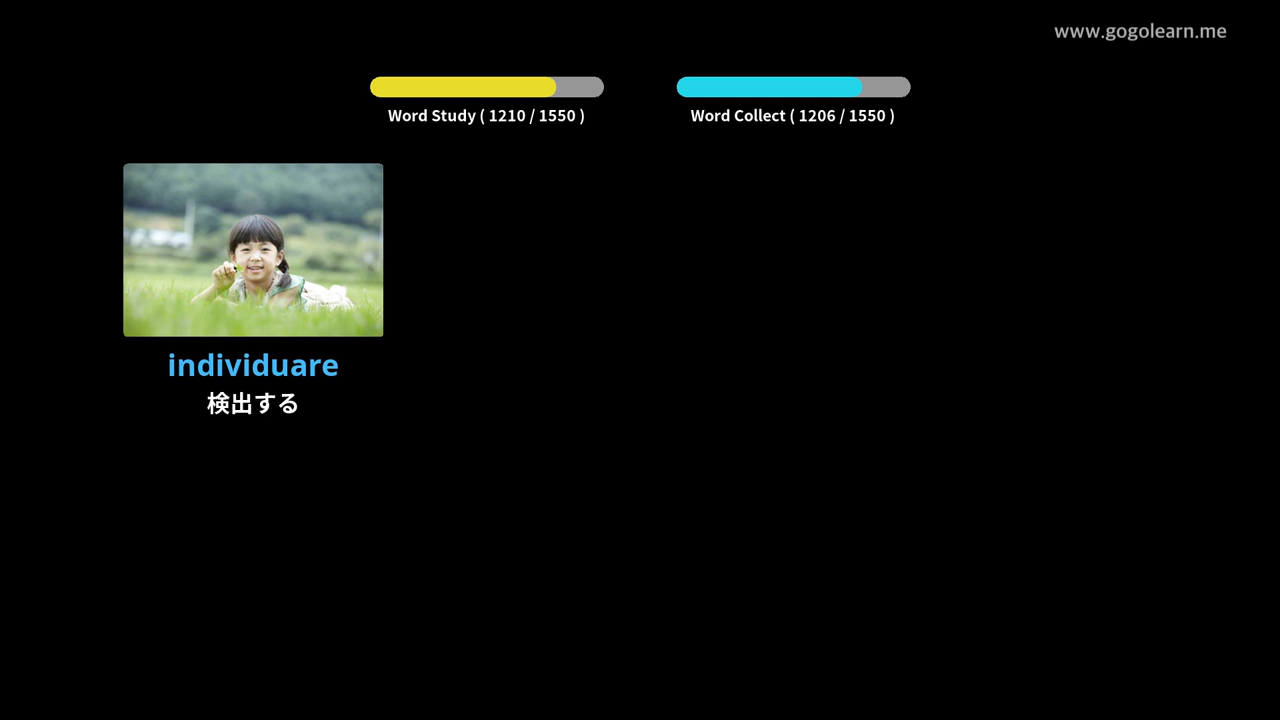 www.gogolearn.me
Word Study ( 1210 / 1550 )
Word Collect ( 1206 / 1550 )
individuare
検出する